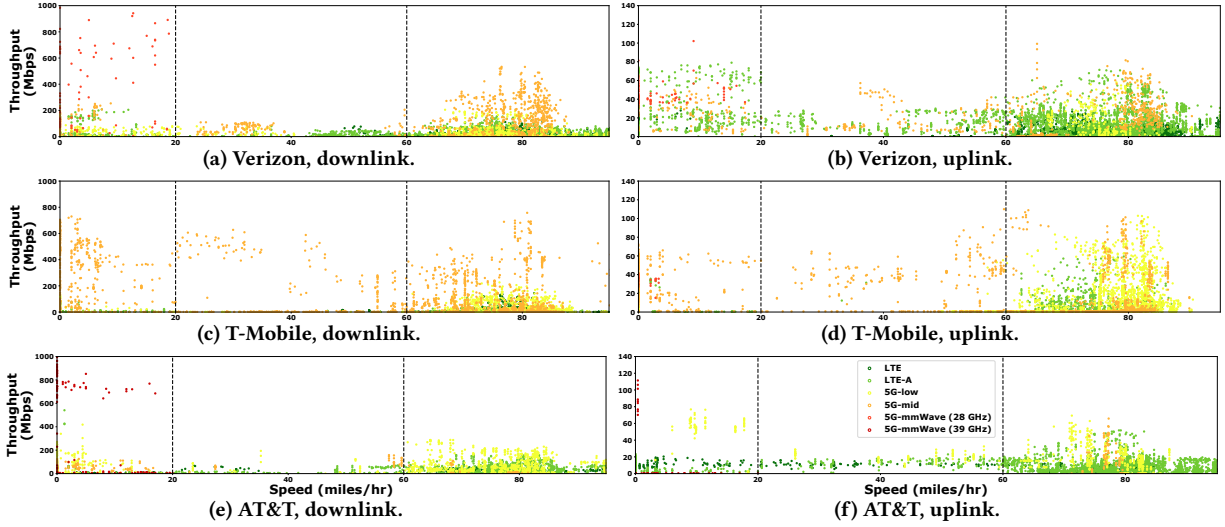 Throughput
(Mbps)
1000
800
600
400
200
0
0 20 40 60 80
(a) Verizon, downlink.
140
120
100
80
60
40
20
0
0 20 40 60 80
(b) Verizon, uplink.
Throughput
(Mbps)
1000
800
600
400
200
0
0 20 40 60 80
(c) T-Mobile, downlink.
140
120
100
80
60
40
20
0
0 20 40 60 80
(d) T-Mobile, uplink.
Throughput
(Mbps)
1000
800
600
400
200
0
0 20 40 60 80
Speed (miles/hr)
(e) AT&T, downlink.
140
120
100
80
60
40
20
0
LTE
LTE-A
5G-low
5G-mid
5G-mmWave (28 GHz)
5G-mmWave (39 GHz)
0 20 40 60 80
Speed (miles/hr)
(f) AT&T, uplink.